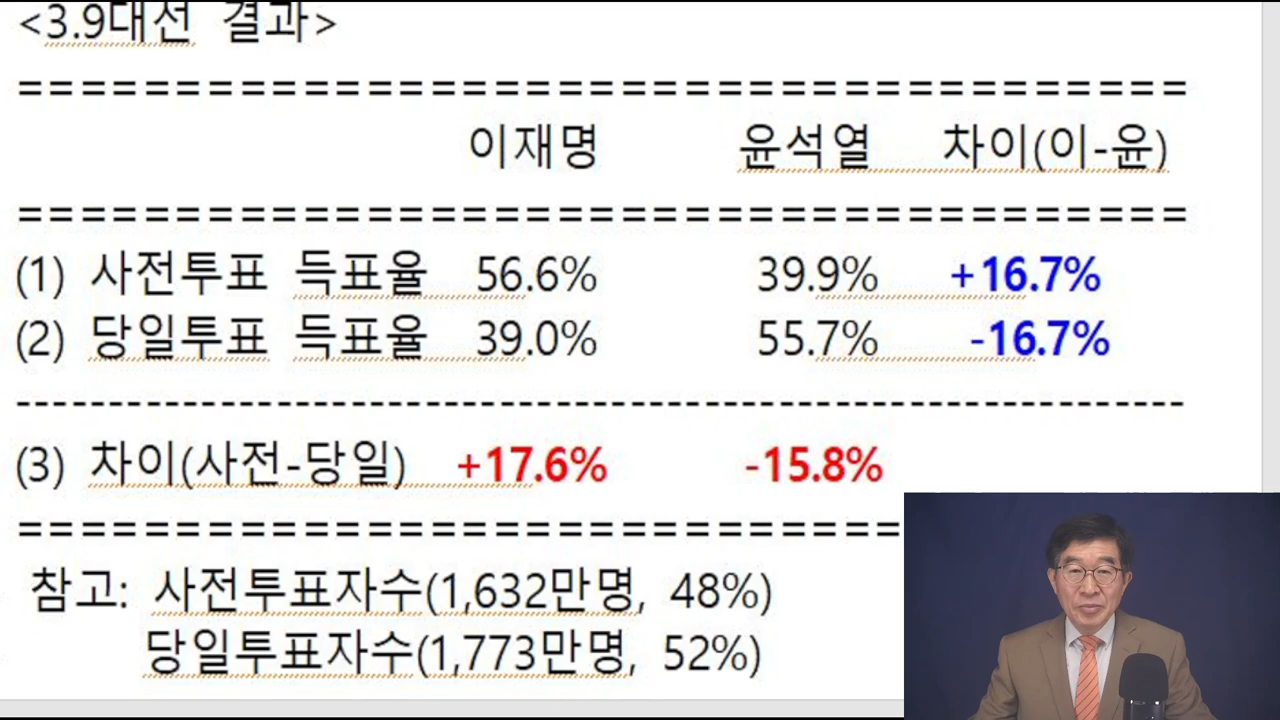 <3.9대선 결과>
=====================================
이재명 윤석열 차이(이-윤)
=====================================
(1) 사전투표 득표율 56.6% 39.9% +16.7%
(2) 당일투표 득표율 39.0% 55.7% -16.7%
--------------------------------------------------------------------------
(3) 차이(사전-당일) +17.6% -15.8%
============================
참고: 사전투표자수(1,632만명, 48%)
당일투표자수(1,773만명, 52%)